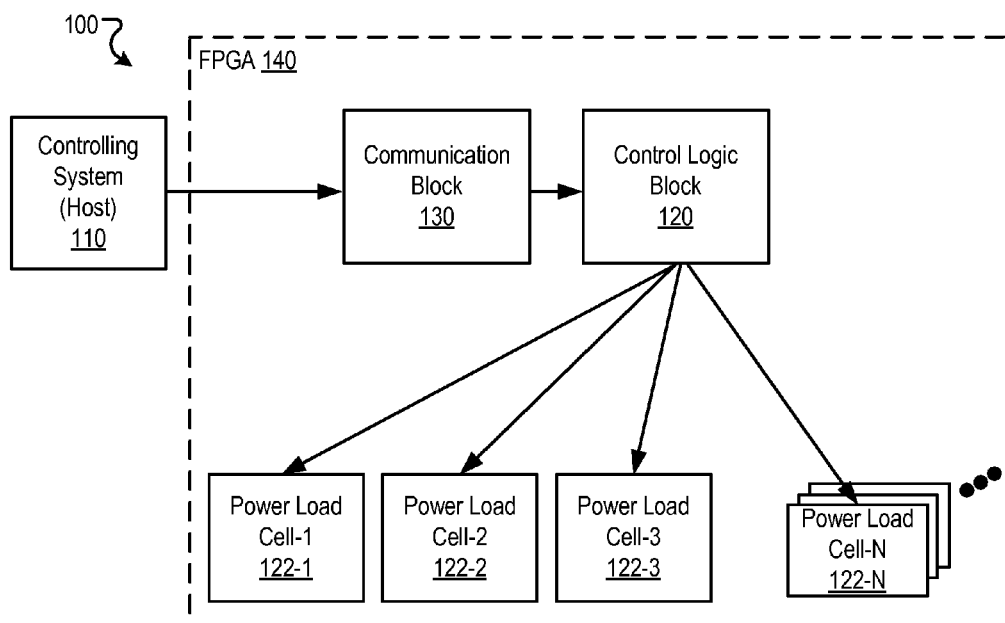 100
FPGA 140
Controlling
System
(Host)
110
Communication
Block
130
Control Logic
Block
120
Power Load
Cell-1
122-1
Power Load
Cell-2
122-2
Power Load
Cell-3
122-3
Power Load
Cell-N
122-N